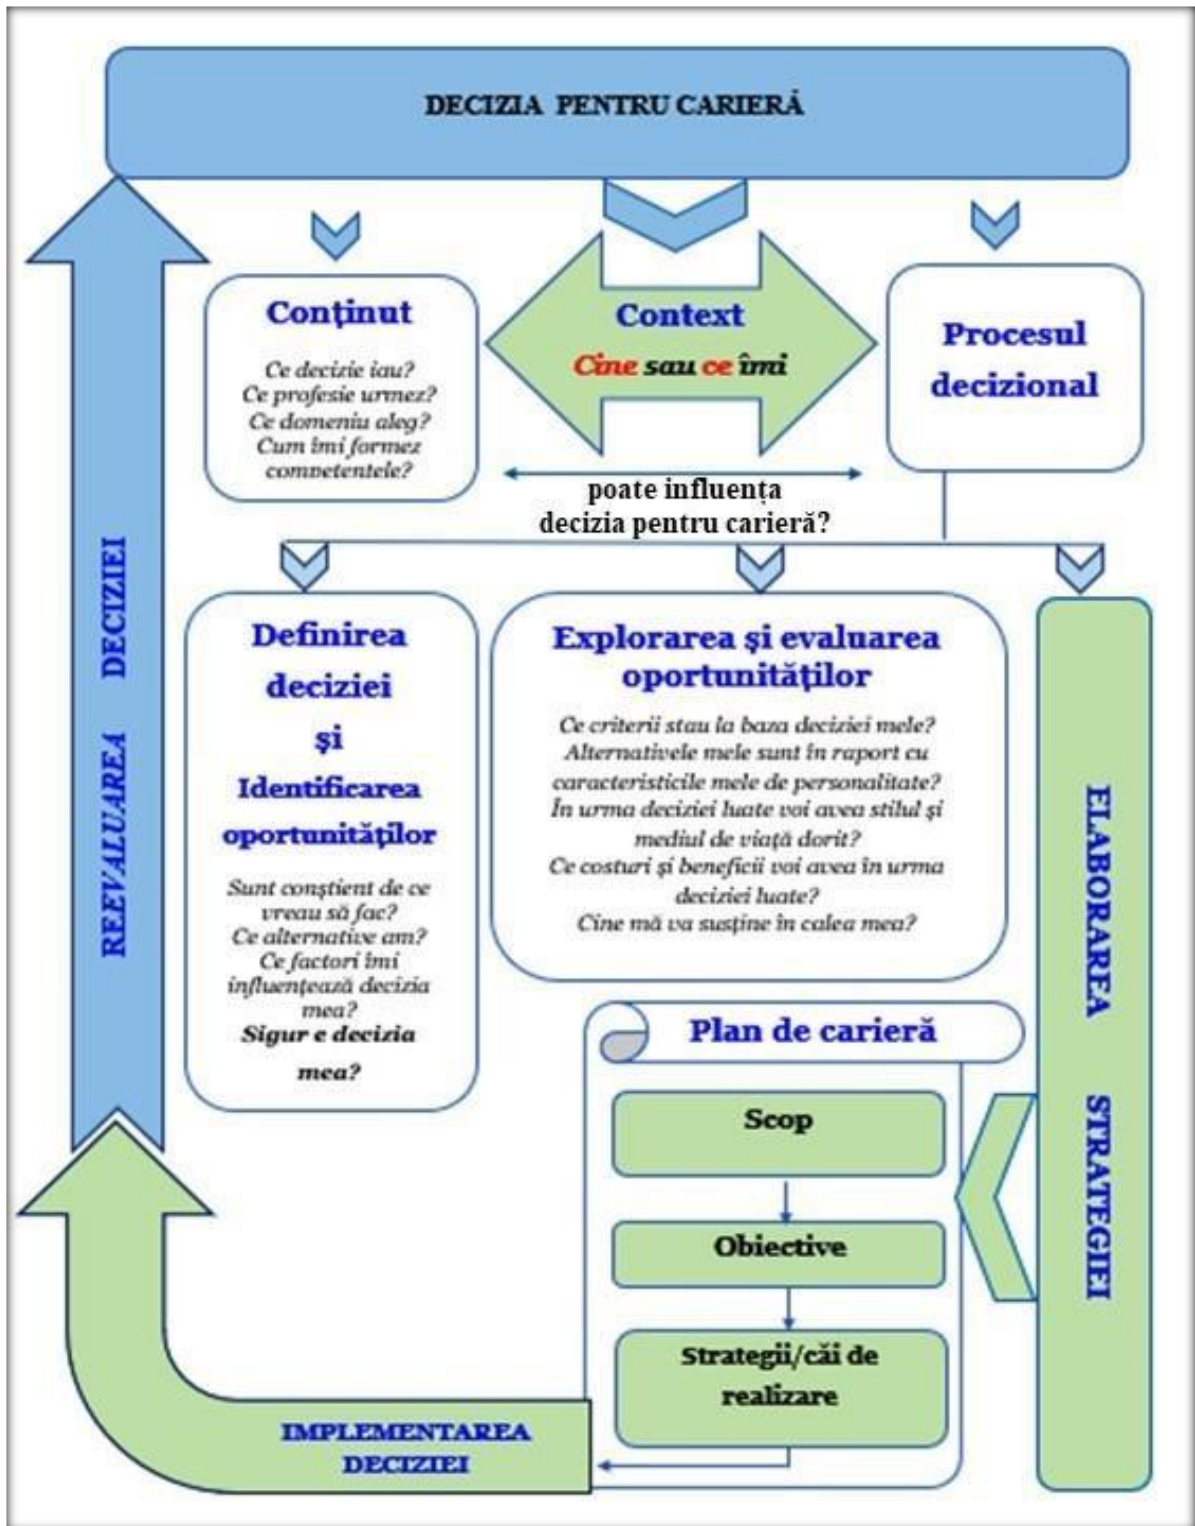 DECIZIA PENTRU CARIERĂ
Conţinut
Ce decizie iau?
Ce profesie urmez?
Ce domeniu aleg?
Cum îmi formez
competentele?
Context
Cine sau ce îmi
poate influența
decizia pentru carieră?
Procesul
decizional
Definirea
deciziei
şi
Identificarea
oportunităţilor
Sunt conştient de ce
vreau să fac?
Ce alternative am?
Ce factori îmi
influenţează decizia
mea?
Sigur e decizia
mea?
Explorarea şi evaluarea
oportunităţilor
Ce criterii stau la baza deciziei mele?
Alternativele mele sunt în raport cu
caracteristicile mele de personalitate?
În urma deciziei luate voi avea stilul şi
mediul de viaţă dorit?
Ce costuri şi beneficii voi avea în urma
deciziei luate?
Cine mă va susţine în calea mea?
ELABORAREA STRATEGIEI
Plan de carieră
Scop
Obiective
Strategii/căi de
realizare
IMPLEMENTAREA
DECIZIEI
REEVALUAREA DECIZIEI